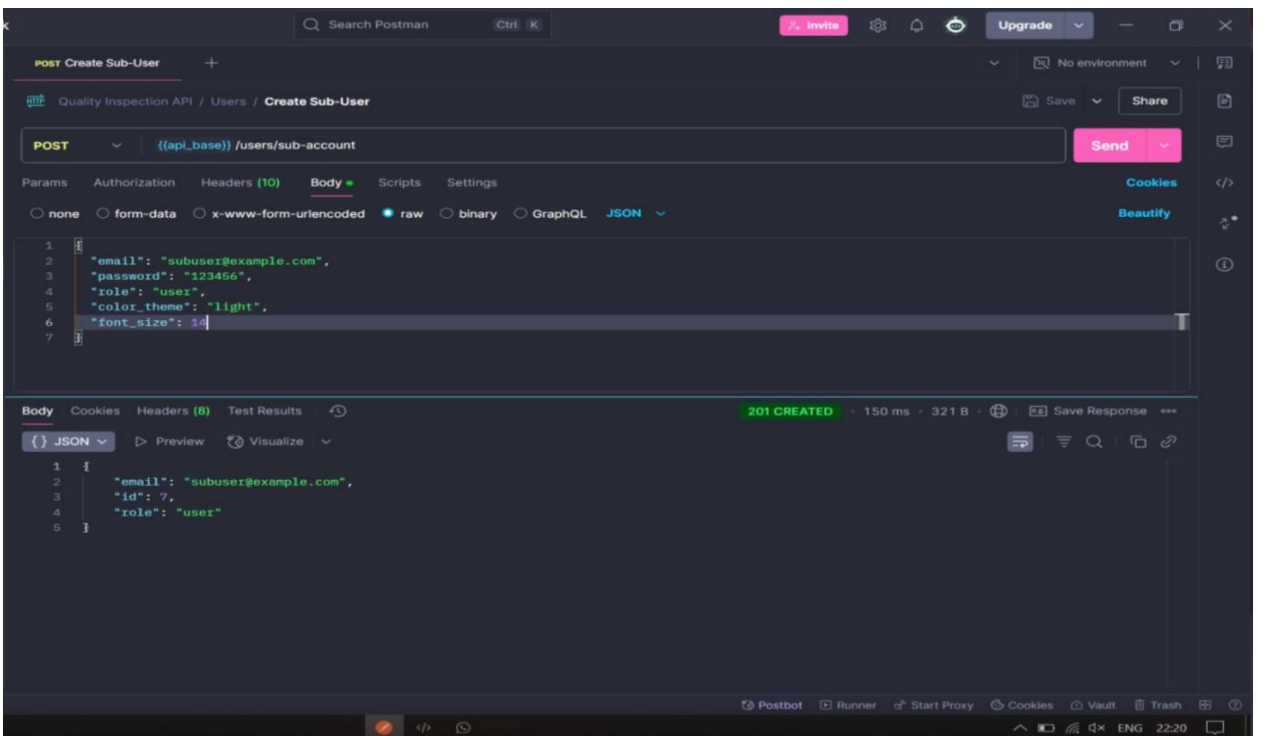 k
Search Postman Ctrl K Invite Upgrade
POST Create Sub-User No environment
HTTP Quality Inspection API / Users / Create Sub-User Save Share
POST {{api_base}} /users/sub-account Send
Params Authorization Headers (10) Body Scripts Settings Cookies
none form-data x-www-form-urlencoded raw binary GraphQL JSON Beautify
1 {
2 "email": "subuser@example.com",
3 "password": "123456",
4 "role": "user",
5 "color_theme": "light",
6 "font_size": 14
7 }
Body Cookies Headers (8) Test Results 201 CREATED 150 ms 321 B Save Response
{} JSON Preview Visualize
1 {
2 "email": "subuser@example.com",
3 "id": 7,
4 "role": "user"
5 }
Postbot Runner Start Proxy Cookies Vault Trash
ENG 22:20